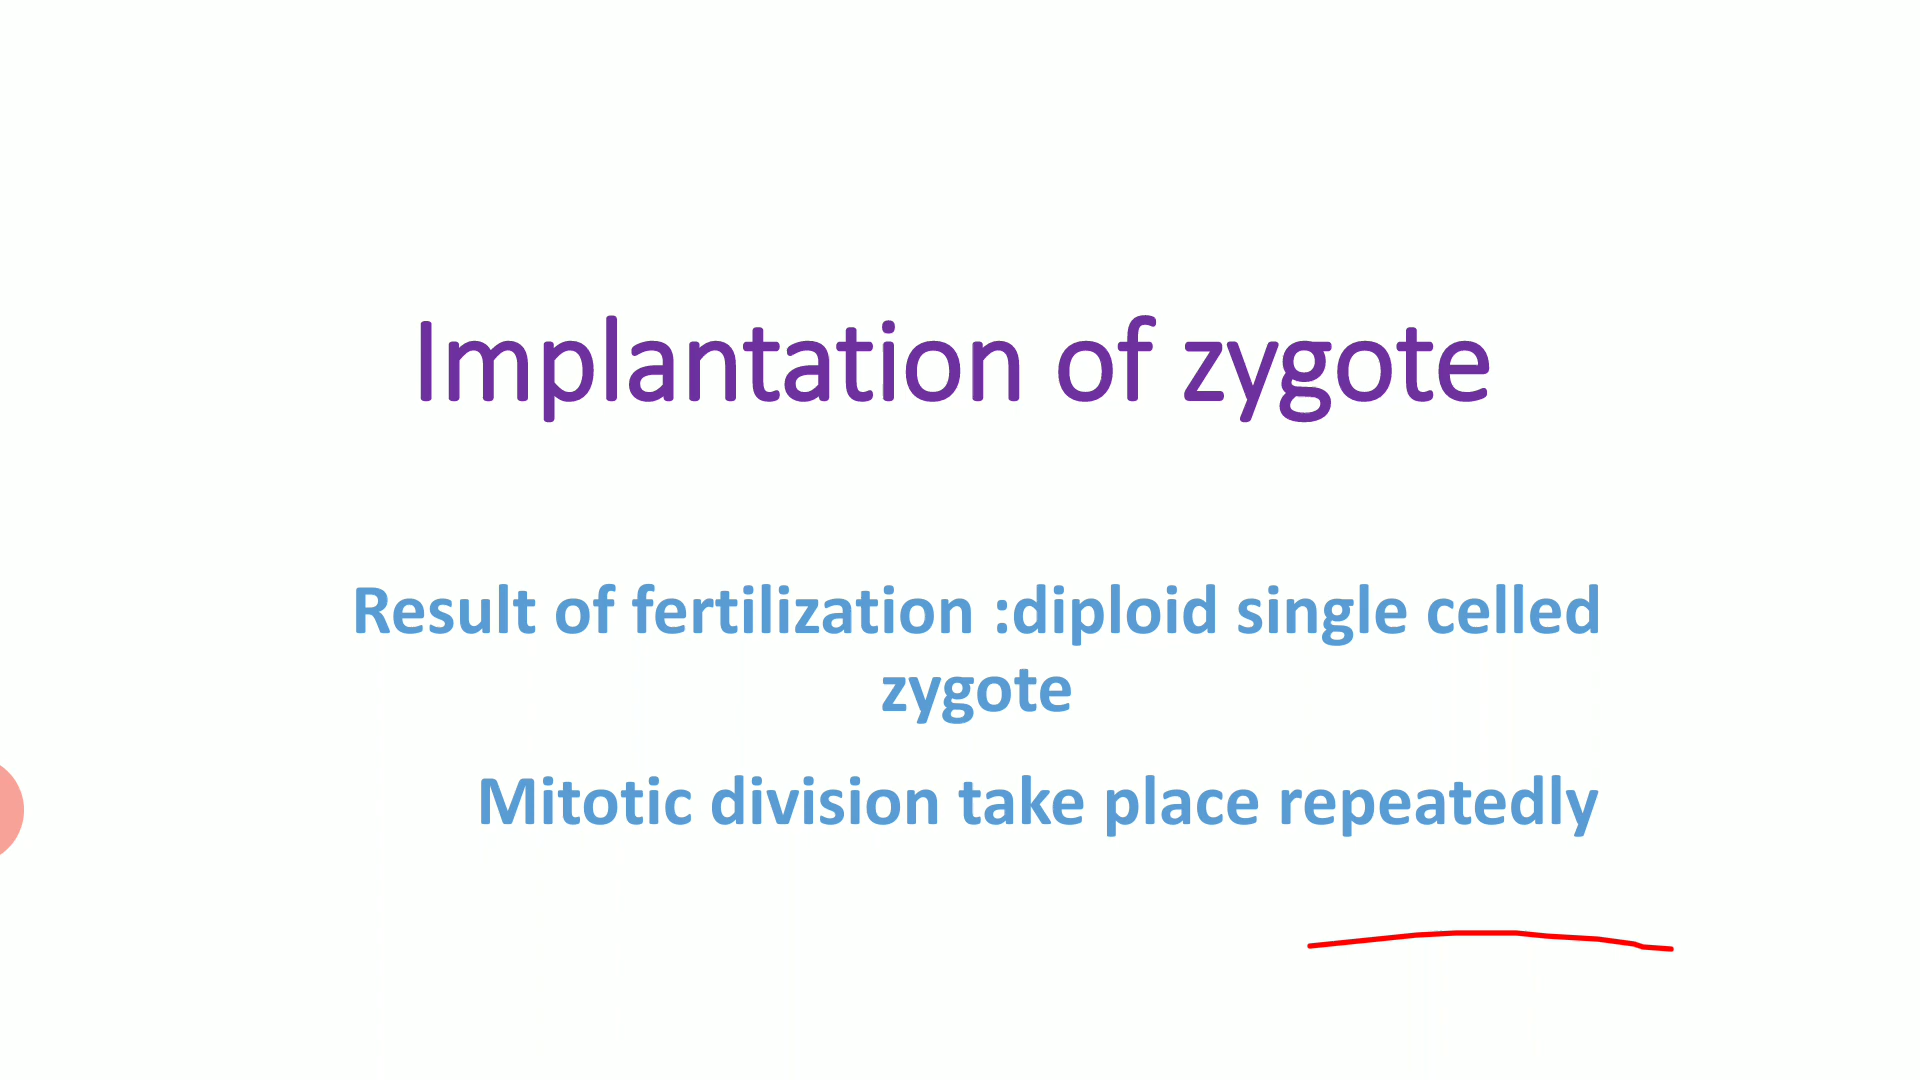 Implantation of zygote
Result of fertilization :diploid single celled
zygote
Mitotic division take place repeatedly